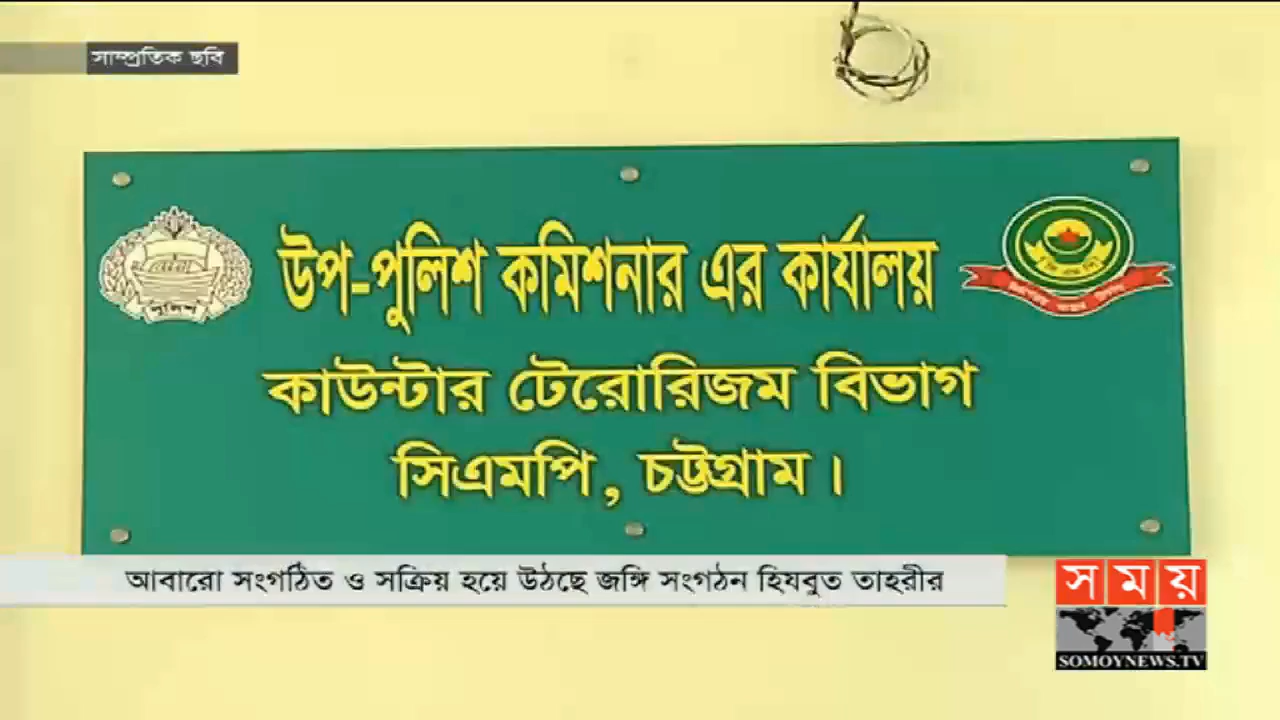 সাম্প্রতিক ছবি
উপ-পুলিশ কমিশনার এর কার্যালয়
কাউন্টার টেরোরিজম বিভাগ
সিএমপি, চট্টগ্রাম।
পুলিশ
আবারো সংগঠিত ও সক্রিয় হয়ে উঠছে জঙ্গি সংগঠন হিযবুত তাহরীর
সময়
SOMOYNEWS.TV